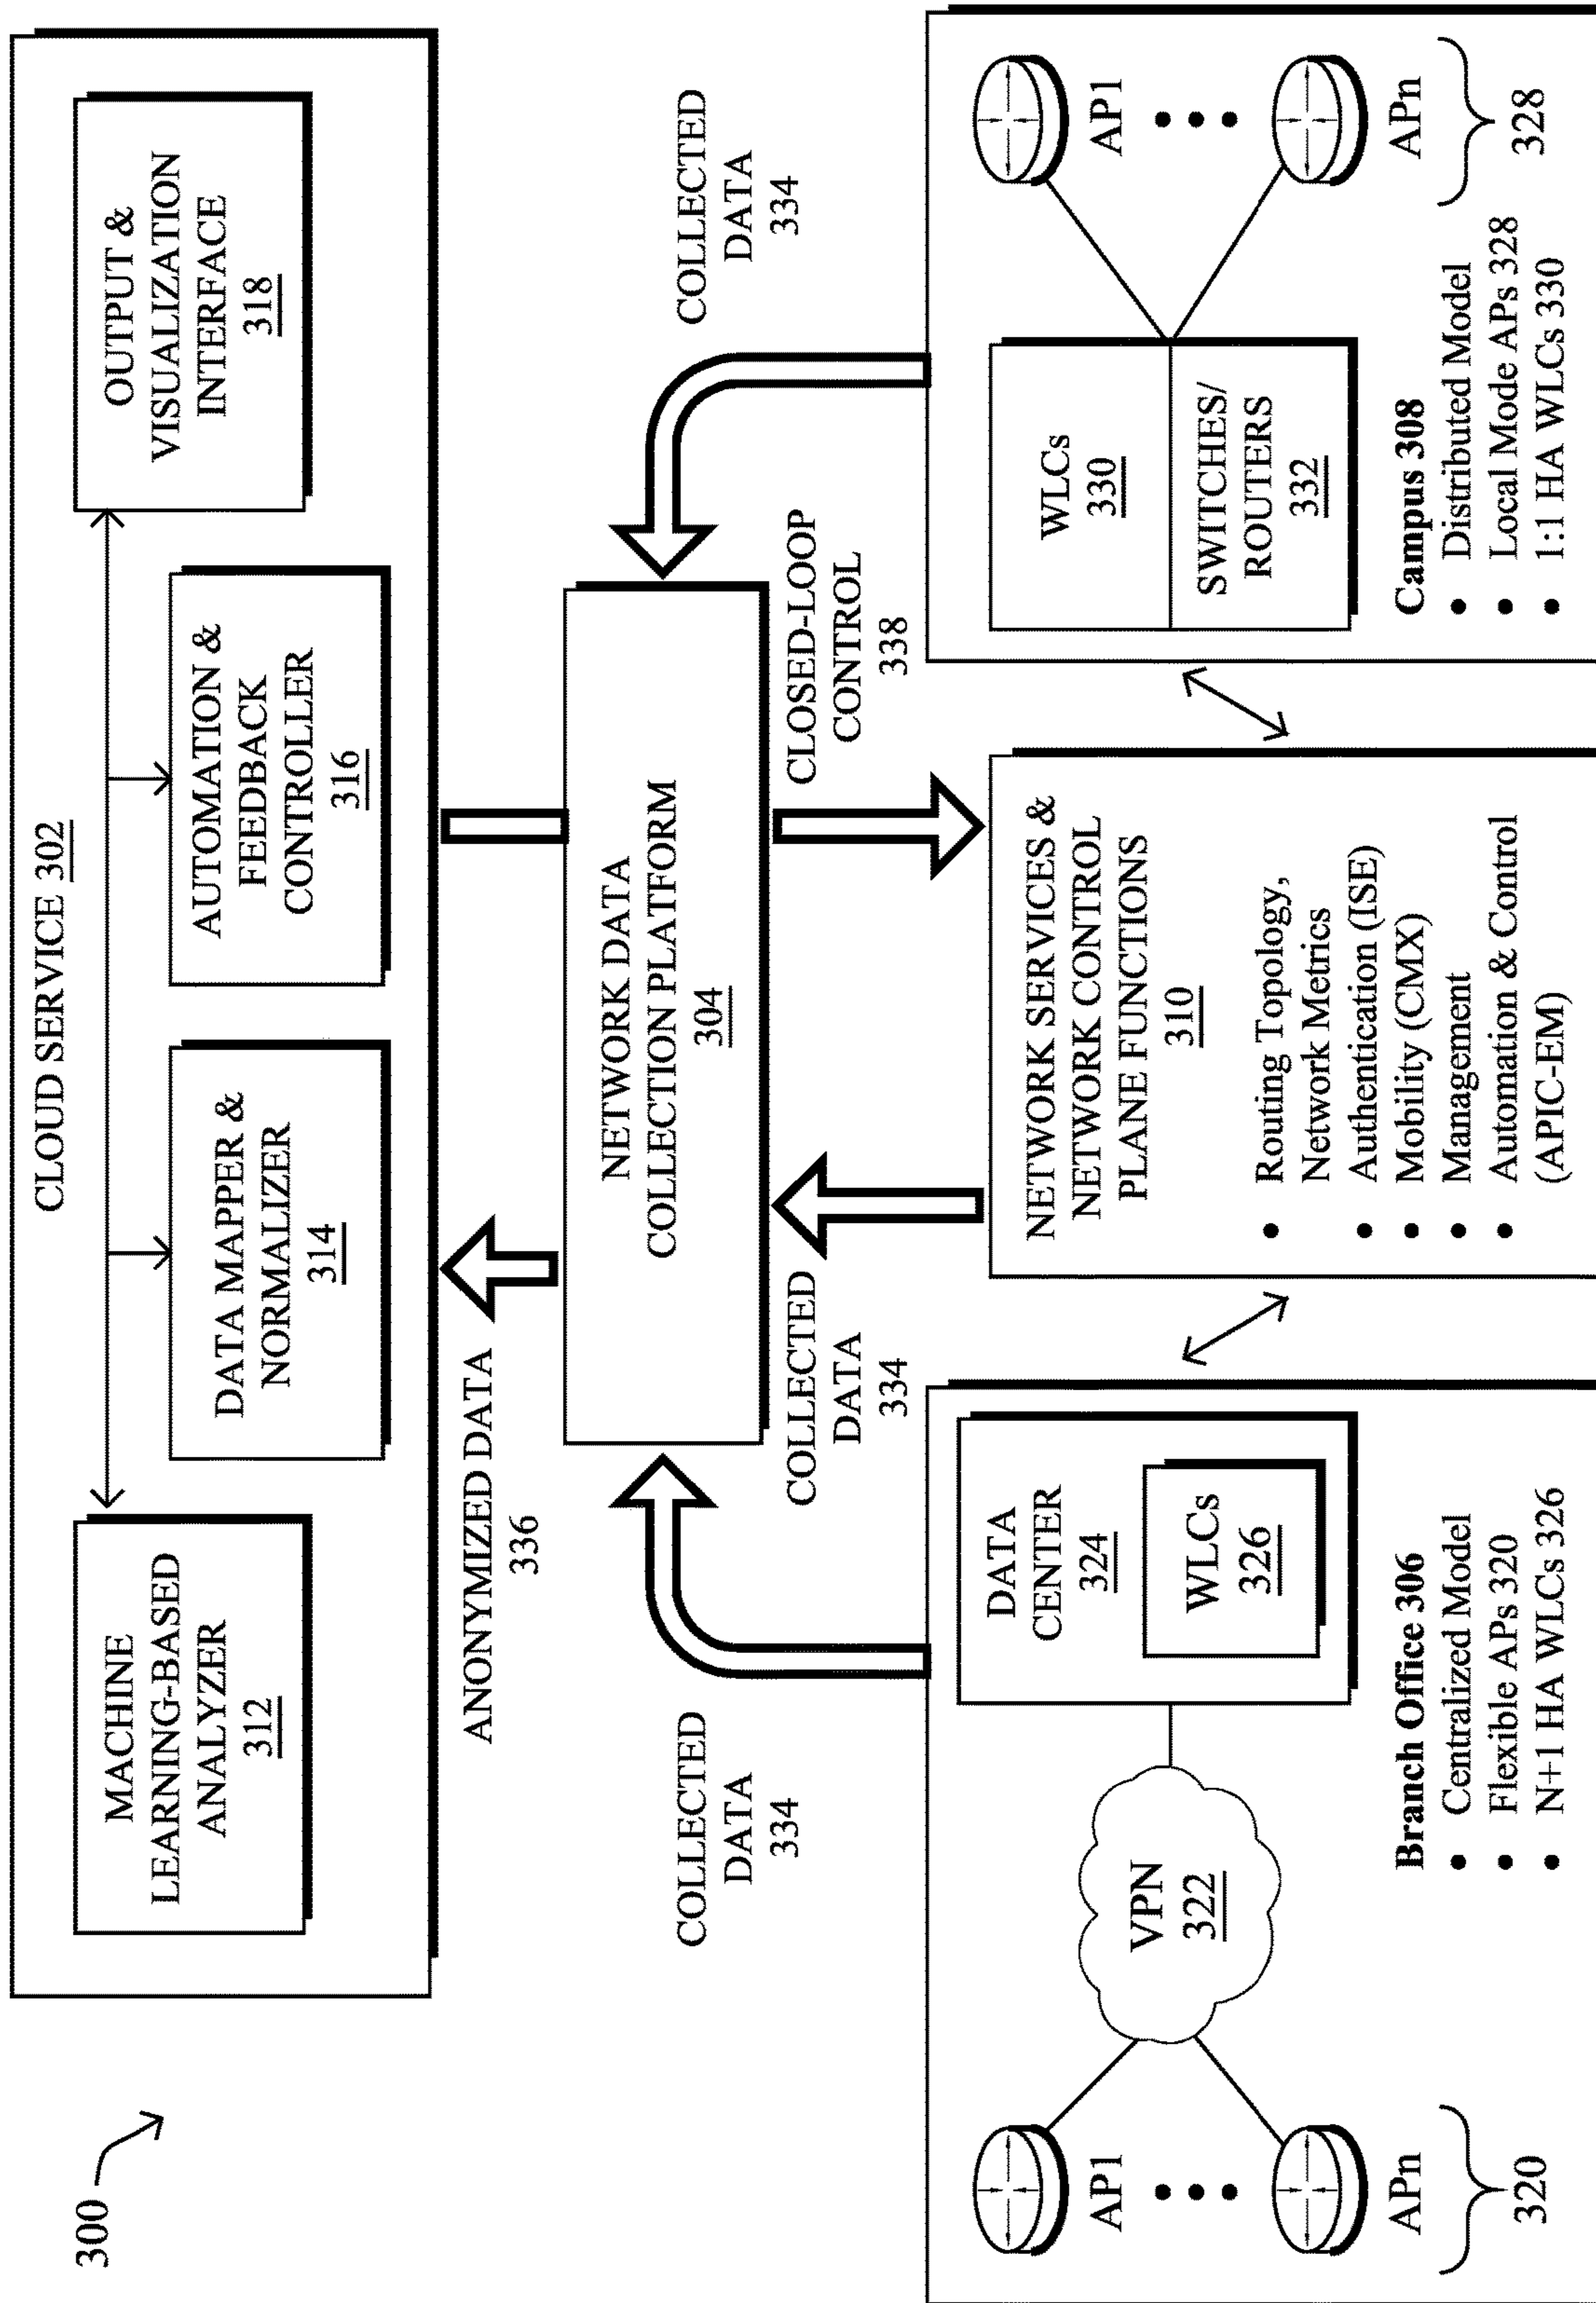 300
CLOUD SERVICE 302
MACHINE
LEARNING-BASED
ANALYZER
312
DATA MAPPER &
NORMALIZER
314
AUTOMATION &
FEEDBACK
CONTROLLER
316
OUTPUT &
VISUALIZATION
INTERFACE
318
ANONYMIZED DATA
336
COLLECTED
DATA
334
NETWORK DATA
COLLECTION PLATFORM
304
COLLECTED
DATA
334
COLLECTED
DATA
334
CLOSED-LOOP
CONTROL
338
AP1
APn
320
VPN
322
DATA
CENTER
324
WLCs
326
Branch Office 306
• Centralized Model
• Flexible APs 320
• N+1 HA WLCs 326
NETWORK SERVICES &
NETWORK CONTROL
PLANE FUNCTIONS
310
• Routing Topology,
Network Metrics
• Authentication (ISE)
• Mobility (CMX)
• Management
• Automation & Control
(APIC-EM)
WLCs
330
SWITCHES/
ROUTERS
332
AP1
APn
328
Campus 308
• Distributed Model
• Local Mode APs 328
• 1:1 HA WLCs 330